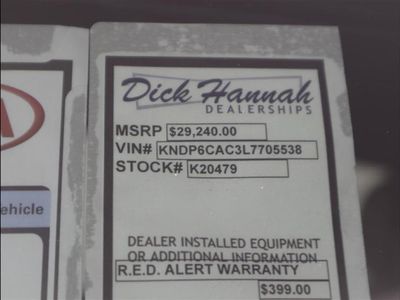 Dick Hannah
DEALERSHIPS
MSRP $29,240.00
VIN# KNDP6CAC3L7705538
STOCK# K20479
ehicle
DEALER INSTALLED EQUIPMENT
OR ADDITIONAL INFORMATION
R.E.D. ALERT WARRANTY
$399.00